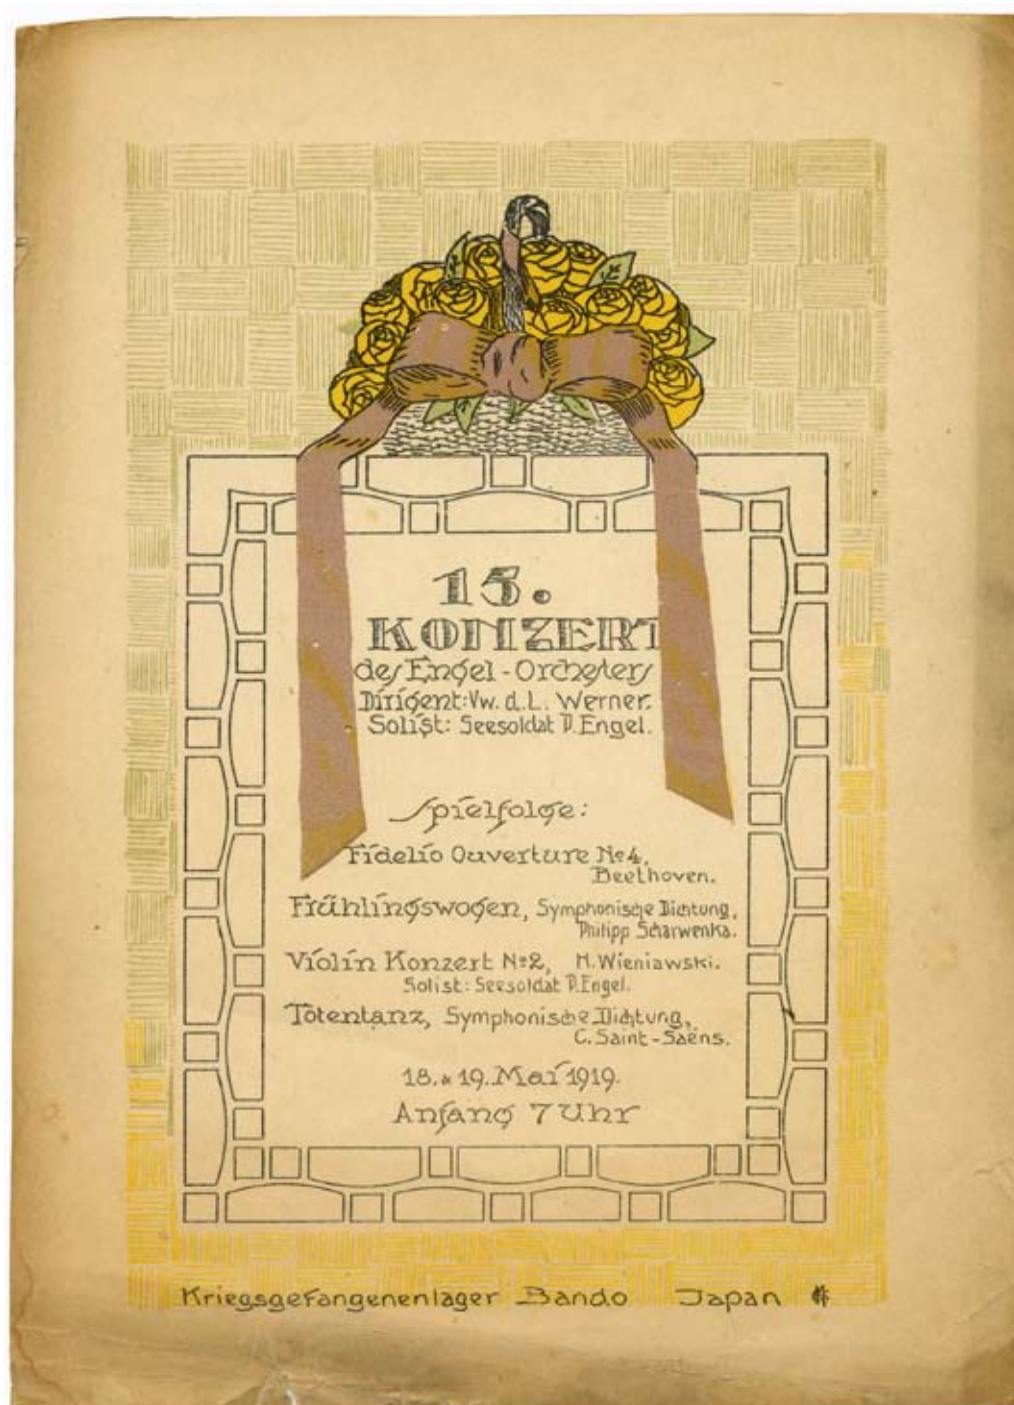 15.
KONZERT
des Engel-Orchesters
Dirigent: Vw. d. L. Werner.
Solist: Seesoldat P. Engel.
Spielfolge:
Fidelio Ouverture No 4,
Beethoven.
Frühlingswogen, Symphonische Dichtung,
Philipp Scharwenka.
Violin Konzert No 2, H. Wieniawski.
Solist: Seesoldat P. Engel.
Totentanz, Symphonische Dichtung,
C. Saint-Saëns.
18. & 19. Mai 1919.
Anfang 7 Uhr
Kriegsgefangenenlager Bando Japan